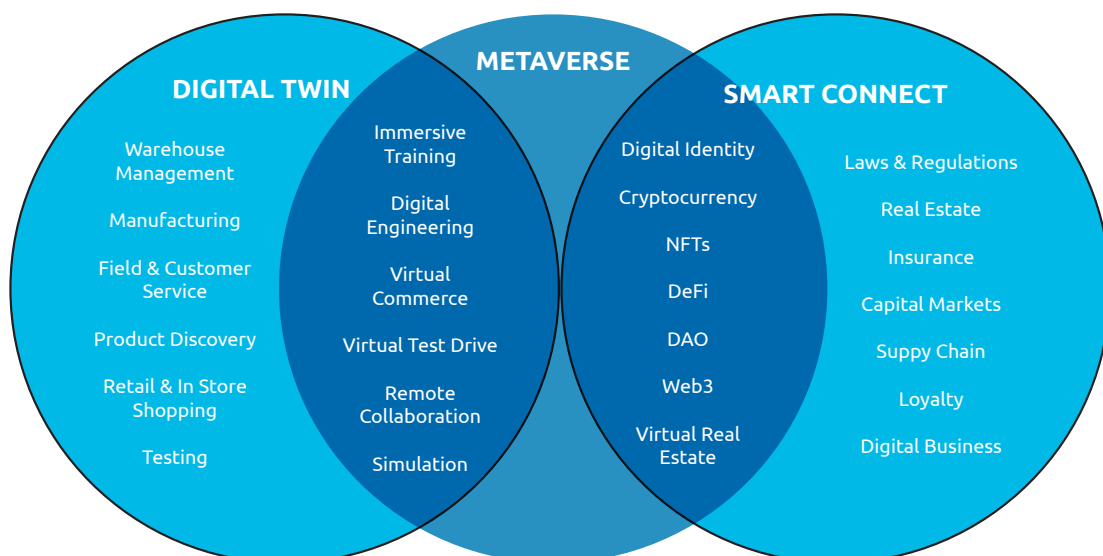 METAVERSE
DIGITAL TWIN
SMART CONNECT
Warehouse
Management
Manufacturing
Field & Customer
Service
Product Discovery
Retail & In Store
Shopping
Testing
Immersive
Training
Digital
Engineering
Virtual
Commerce
Virtual Test Drive
Remote
Collaboration
Simulation
Digital Identity
Cryptocurrency
NFTs
DeFi
DAO
Web3
Virtual Real
Estate
Laws & Regulations
Real Estate
Insurance
Capital Markets
Suppy Chain
Loyalty
Digital Business